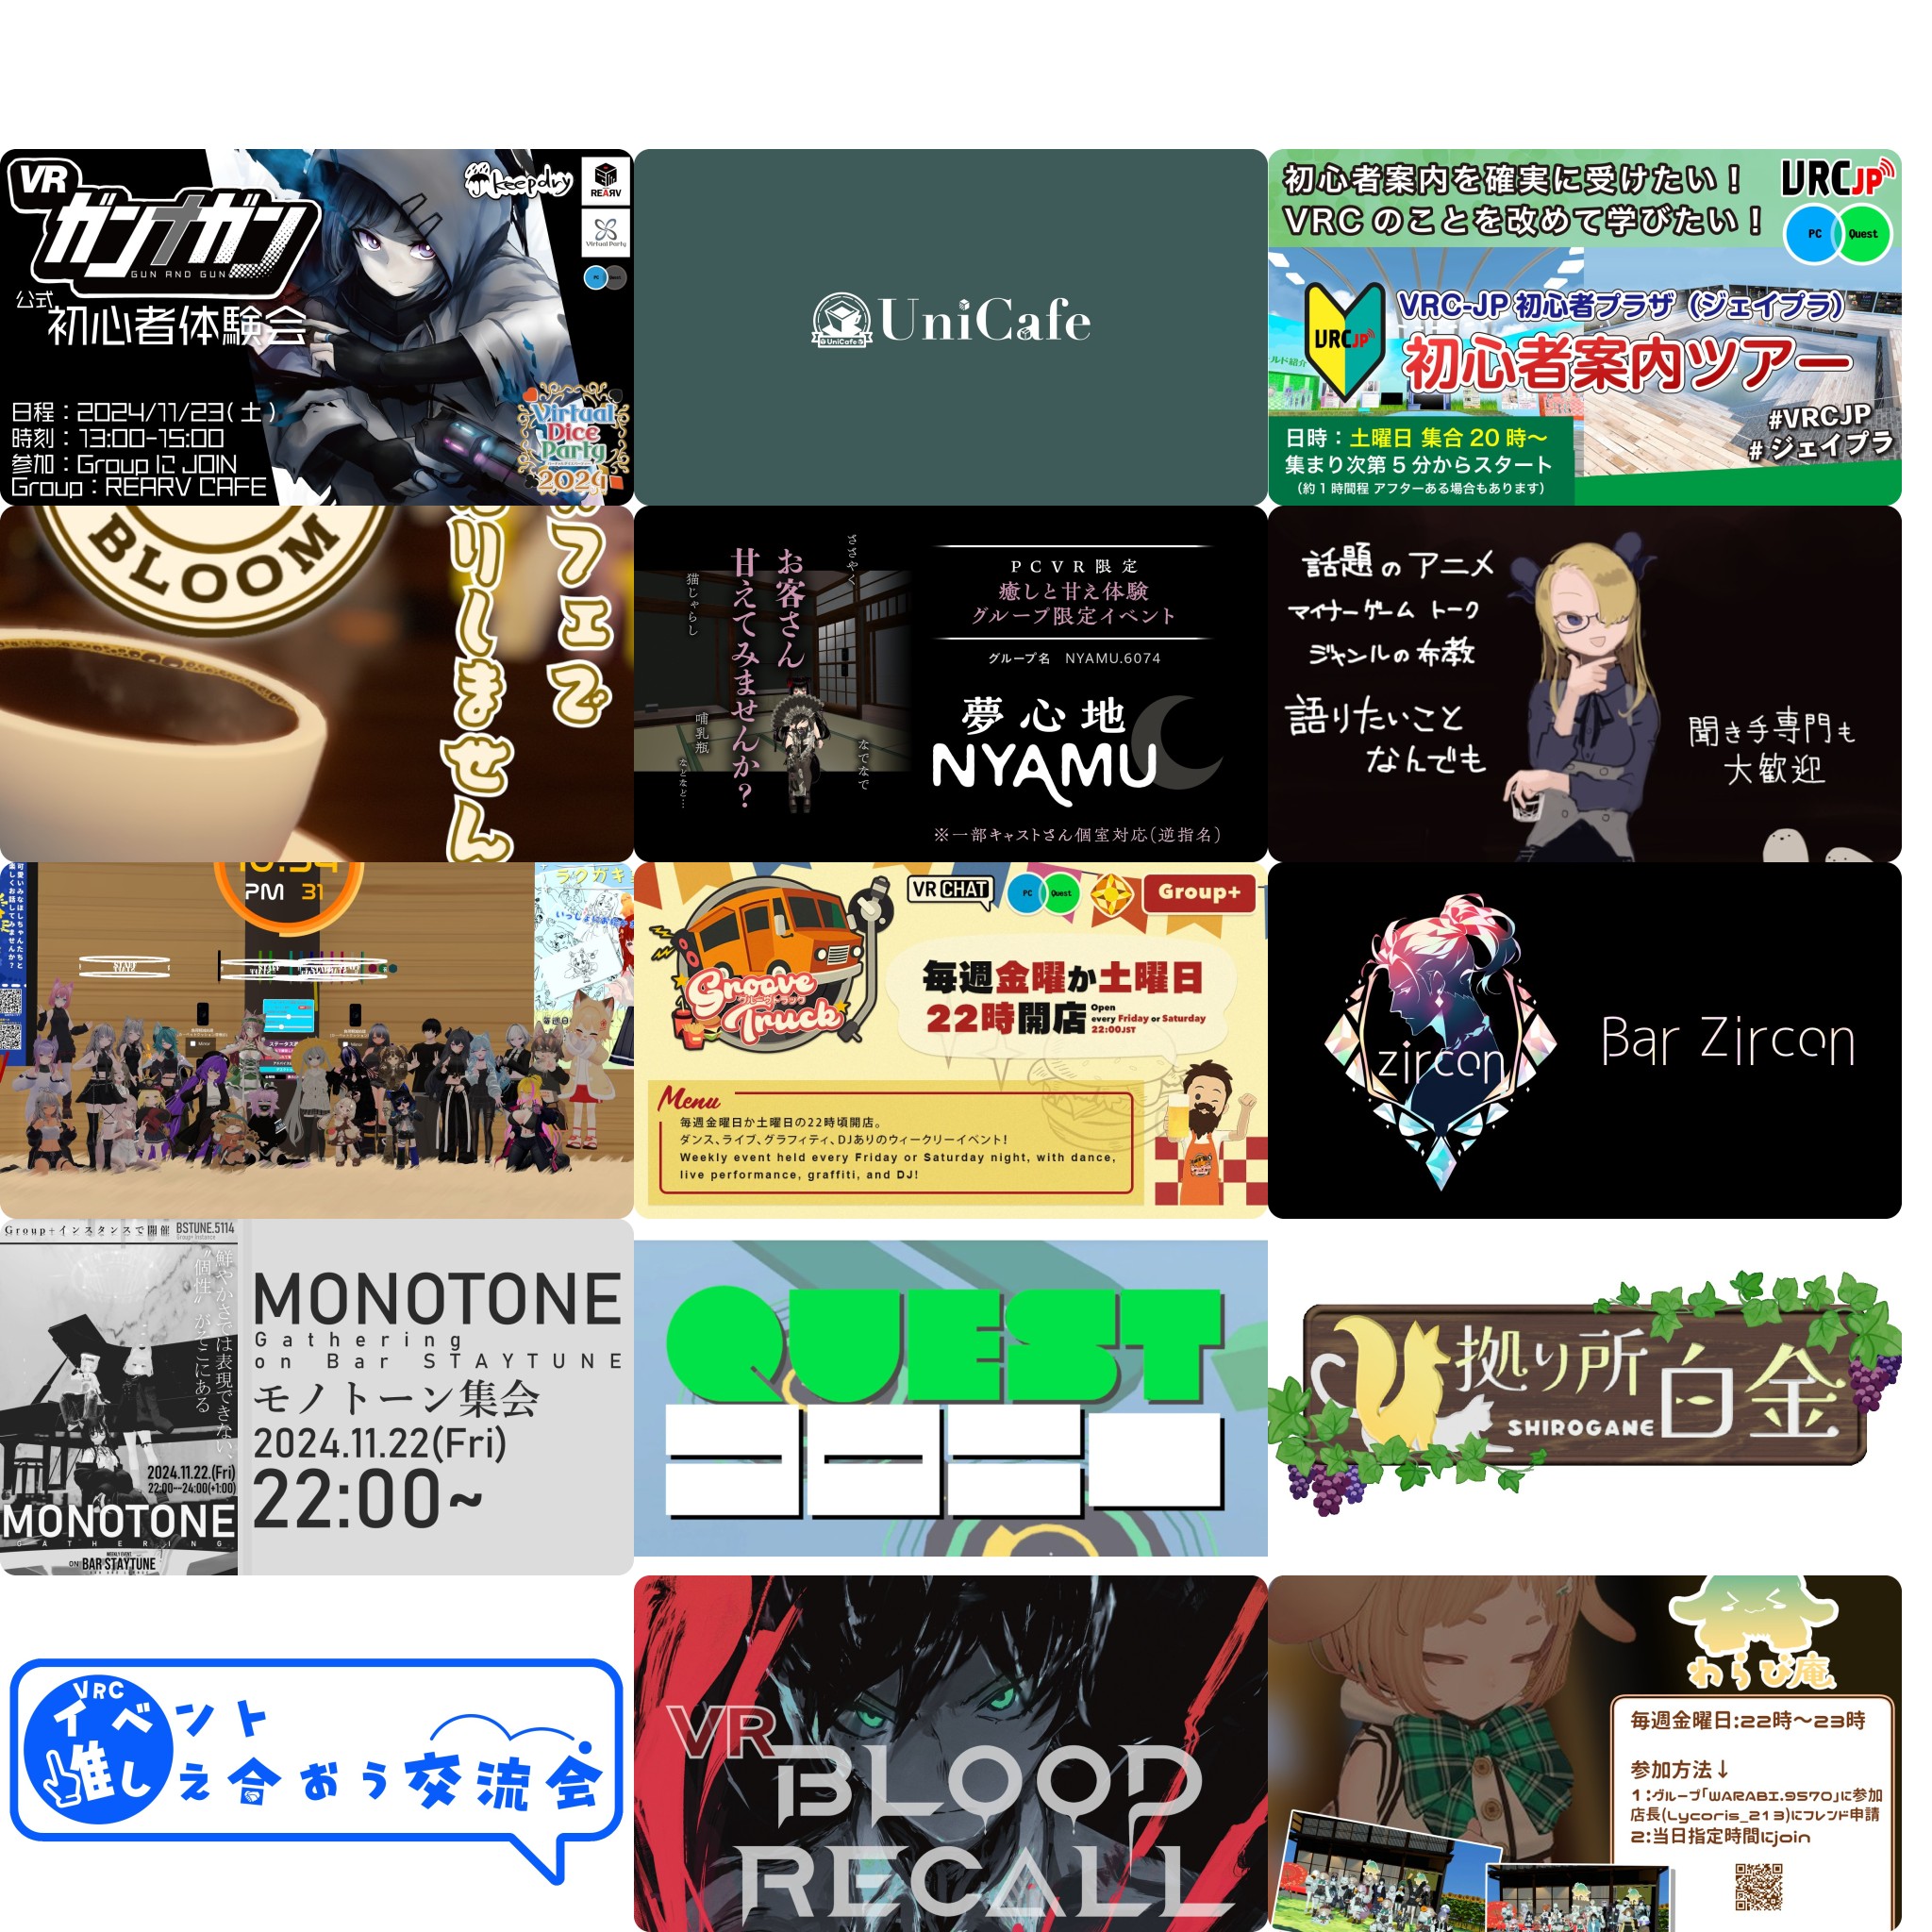 VR
ガンナガン
GUN AND GUN
公式
初心者体験会
日程：2024/11/23(土)
時刻：13:00-15:00
参加：Group に JOIN
Group：REARV CAFE
keepdry
REARV
Virtual Party
PC
Virtual
Dice
Party
2024
UniCafe
UniCafe
初心者案内を確実に受けたい！
VRC のことを改めて学びたい！
VRCJP
PC Quest
VRCJP
VRC-JP 初心者プラザ（ジェイプラ）
初心者案内ツアー
#VRCJP
#ジェイプラ
日時：土曜日 集合 20 時〜
集まり次第 5 分からスタート
（約 1 時間程 アフターある場合もあります）
BLOOM
フェで
りしません
お客さん
甘えてみませんか？
ささやく
猫じゃらし
哺乳瓶
なでなで
などなど…
PCVR限定
癒しと甘え体験
グループ限定イベント
グループ名 NYAMU.6074
夢心地
NYAMU
※一部キャストさん個室対応(逆指名)
話題のアニメ
マイナーゲーム トーク
ジャンルの布教
語りたいこと
なんでも
聞き手専門も
大歓迎
PM 31
ラクガキ
Groove
グルーヴトラック
Truck
VRCHAT
PC Quest
Group+
毎週金曜か土曜日
22時開店
Open
every Friday or Saturday
22:00JST
Menu
毎週金曜日か土曜日の22時頃開店。
ダンス、ライブ、グラフィティ、DJありのウィークリーイベント！
Weekly event held every Friday or Saturday night, with dance,
live performance, graffiti, and DJ!
zircon
Bar Zircon
Group+インスタンスで開催
BSTUNE.5114
Group+ Instance
鮮やかさでは表現できない、
“個性”がそこにある
2024.11.22.(Fri)
22:00--24:00(+1:00)
MONOTONE
GATHERING
ON BAR STAYTUNE
MONOTONE
Gathering
on Bar STAYTUNE
モノトーン集会
2024.11.22(Fri)
22:00~
QUEST
拠り所
白金
SHIROGANE
VRC
イベント
推しえ合おう交流会
VR
BLOOD
RECALL
わらび庵
毎週金曜日:22時〜23時
参加方法↓
1:グループ「WARABI.9570」に参加
店長(Lycoris_213)にフレンド申請
2:当日指定時間にjoin